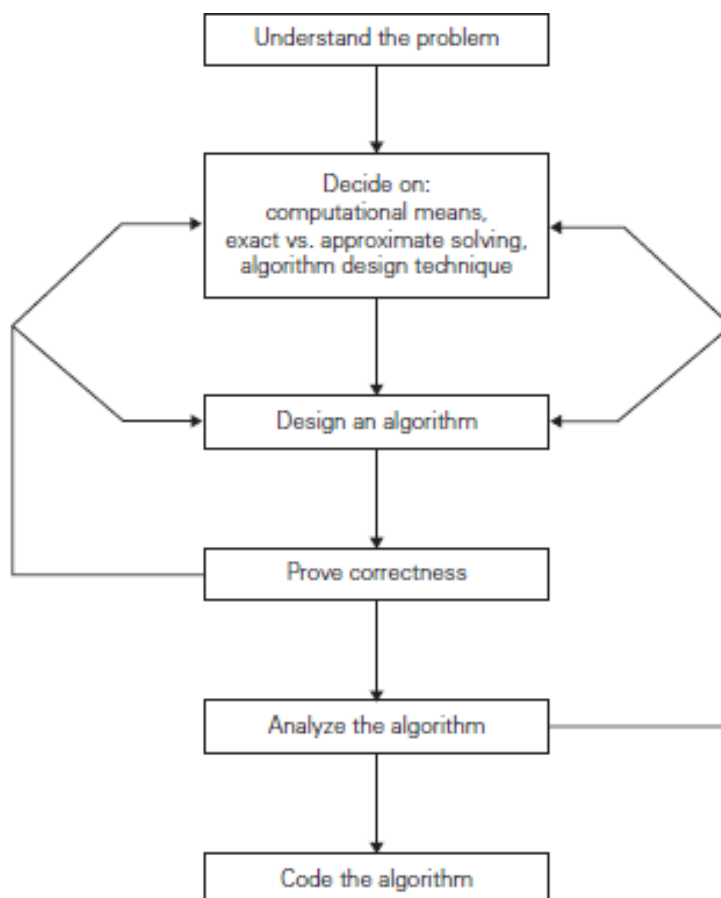 Understand the problem
Decide on:
computational means,
exact vs. approximate solving,
algorithm design technique
Design an algorithm
Prove correctness
Analyze the algorithm
Code the algorithm